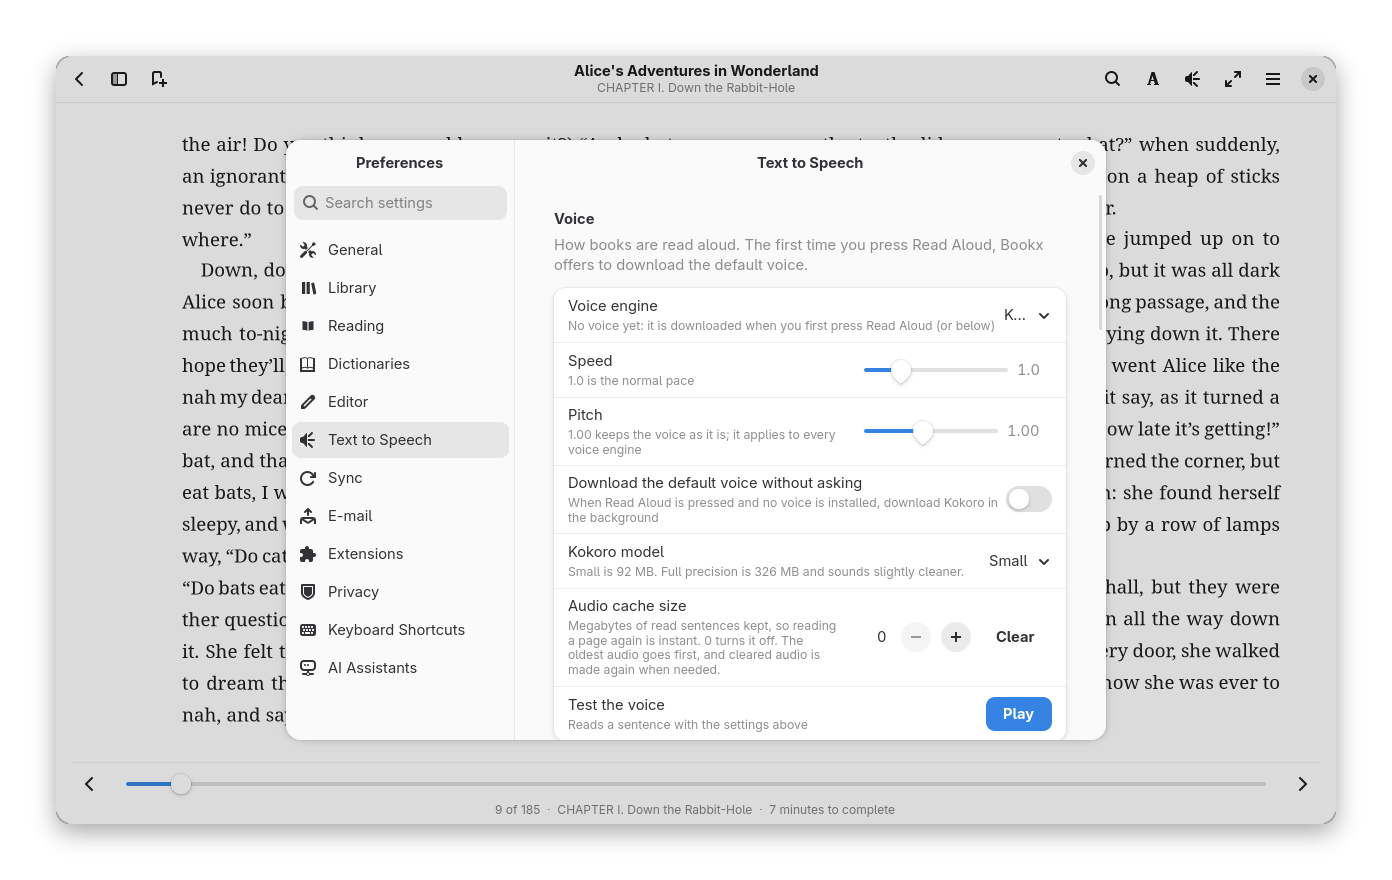 Alice's Adventures in Wonderland
CHAPTER I. Down the Rabbit-Hole
A
the air! Do
at?” when suddenly,
an ignorant
on a heap of sticks
never do to
r.
where.”
e jumped up on to
Down, do
, but it was all dark
Alice soon
ng passage, and the
much to-nig
ying down it. There
hope they’ll
went Alice like the
nah my dear
it say, as it turned a
are no mice
ow late it’s getting!”
bat, and tha
rned the corner, but
eat bats, I w
: she found herself
sleepy, and
by a row of lamps
way, “Do cat
“Do bats eat
hall, but they were
ther questio
n all the way down
it. She felt t
ery door, she walked
to dream th
how she was ever to
nah, and say
Preferences
Search settings
General
Library
Reading
Dictionaries
Editor
Text to Speech
Sync
E-mail
Extensions
Privacy
Keyboard Shortcuts
AI Assistants
Text to Speech
Voice
How books are read aloud. The first time you press Read Aloud, Bookx
offers to download the default voice.
Voice engine
No voice yet: it is downloaded when you first press Read Aloud (or below)
K...
Speed
1.0 is the normal pace
1.0
Pitch
1.00 keeps the voice as it is; it applies to every
voice engine
1.00
Download the default voice without asking
When Read Aloud is pressed and no voice is installed, download Kokoro in
the background
Kokoro model
Small is 92 MB. Full precision is 326 MB and sounds slightly cleaner.
Small
Audio cache size
Megabytes of read sentences kept, so reading
a page again is instant. 0 turns it off. The
oldest audio goes first, and cleared audio is
made again when needed.
0
Clear
Test the voice
Reads a sentence with the settings above
Play
9 of 185 · CHAPTER I. Down the Rabbit-Hole · 7 minutes to complete